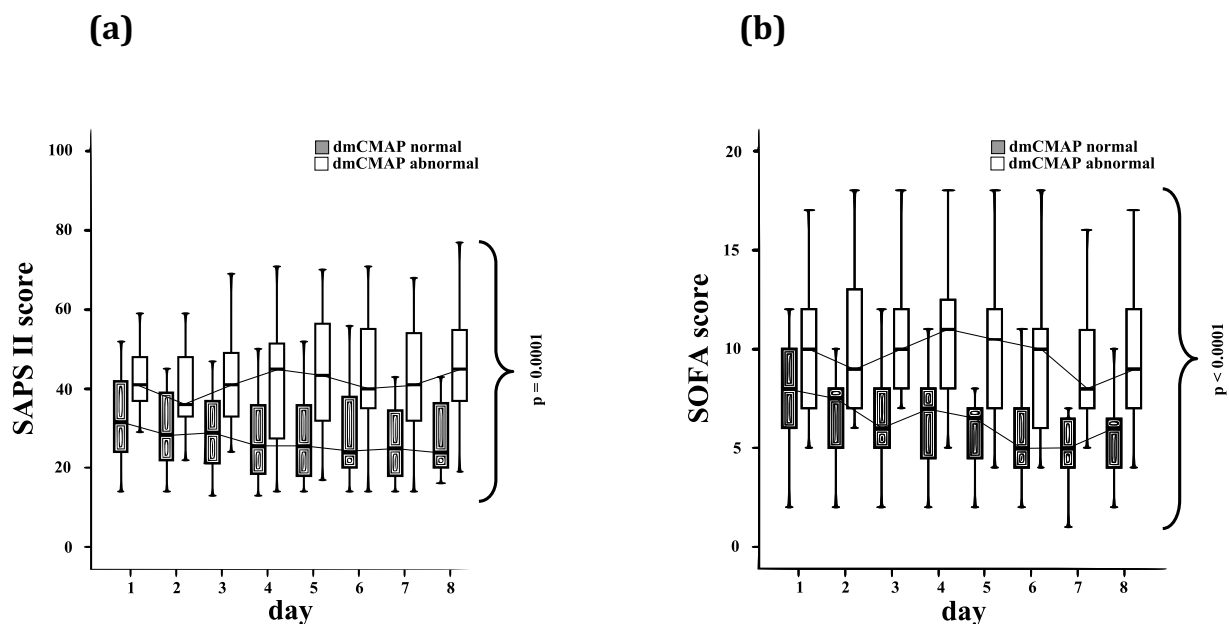 (a)
SAPS II score
100
80
60
40
20
0
dmCMAP normal
dmCMAP abnormal
p = 0.0001
1 2 3 4 5 6 7 8
day
(b)
SOFA score
20
15
10
5
0
dmCMAP normal
dmCMAP abnormal
p < 0.0001
1 2 3 4 5 6 7 8
day